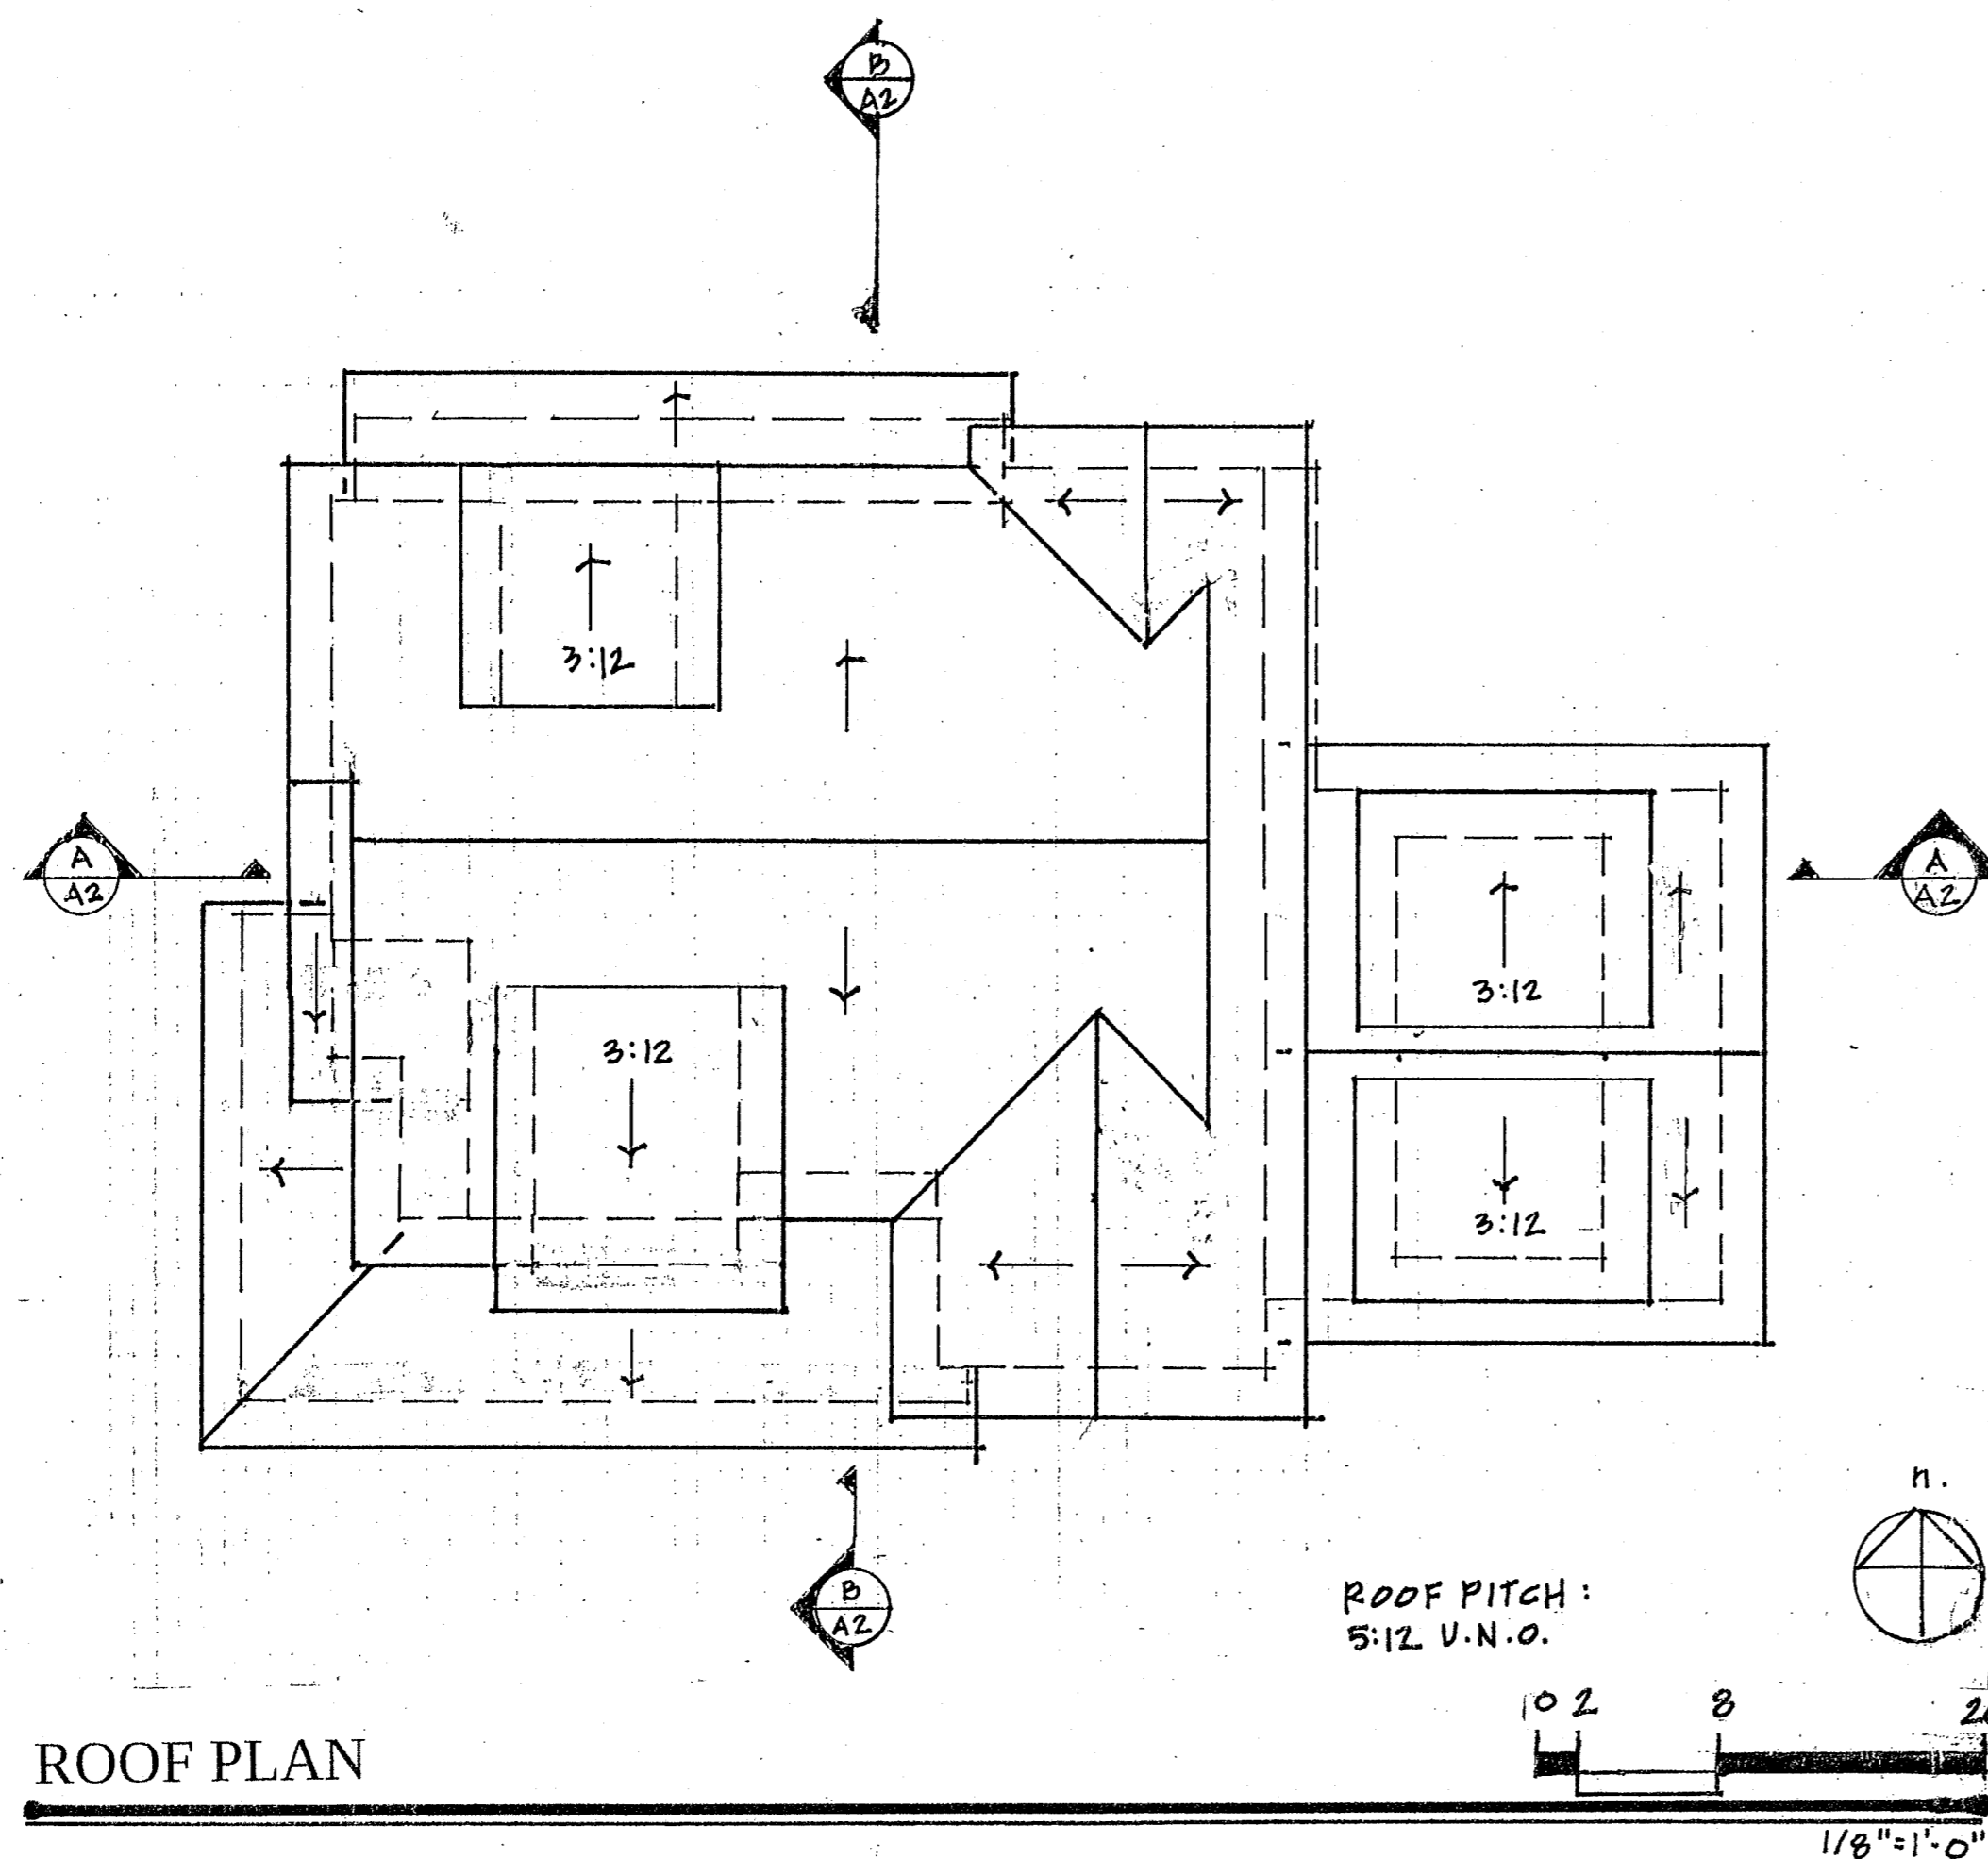 B
A2
3:12
A
A2
A
A2
3:12
3:12
3:12
n.
B
A2
ROOF PITCH:
5:12 U.N.O.
0 2 8
ROOF PLAN
1/8"=1'-0"